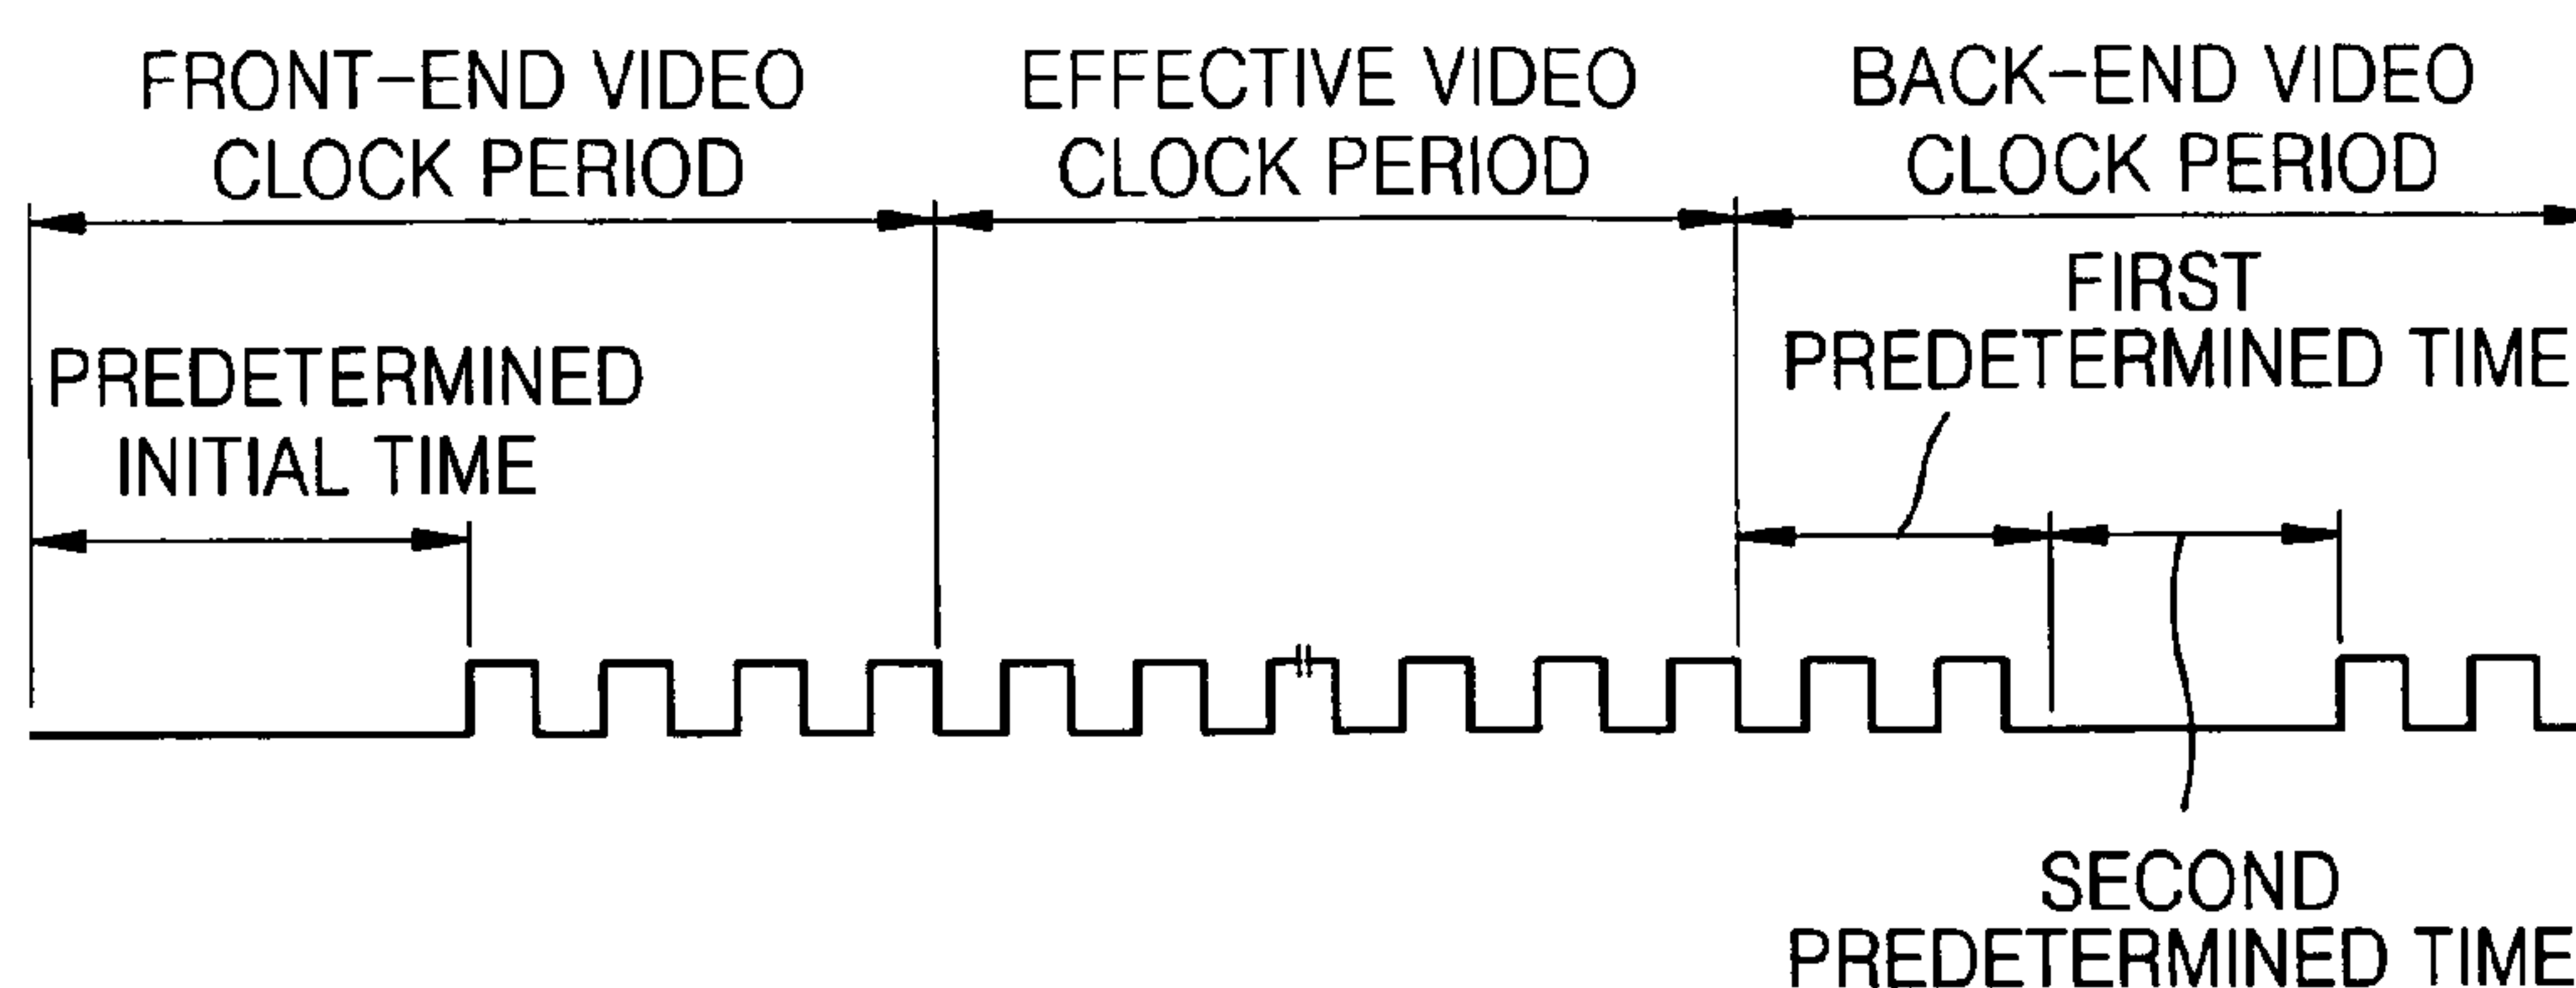 FRONT-END VIDEO
CLOCK PERIOD
EFFECTIVE VIDEO
CLOCK PERIOD
BACK-END VIDEO
CLOCK PERIOD
PREDETERMINED
INITIAL TIME
FIRST
PREDETERMINED TIME
SECOND
PREDETERMINED TIME